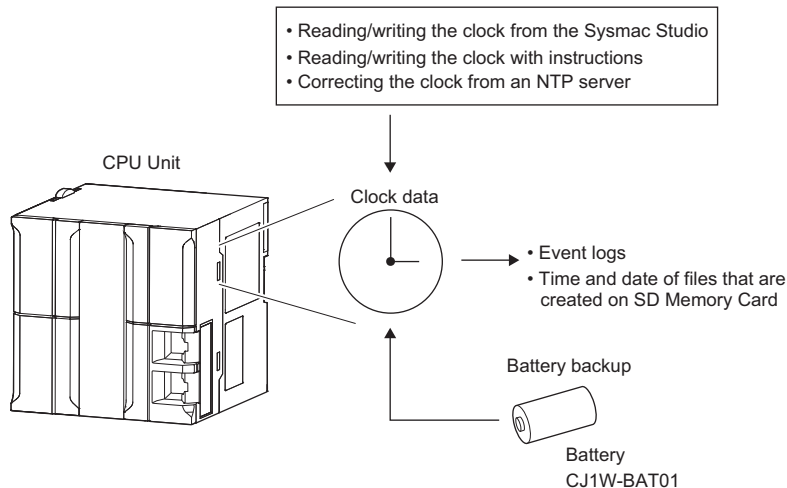 • Reading/writing the clock from the Sysmac Studio
• Reading/writing the clock with instructions
• Correcting the clock from an NTP server
CPU Unit
Clock data
• Event logs
• Time and date of files that are
created on SD Memory Card
Battery backup
Battery
CJ1W-BAT01